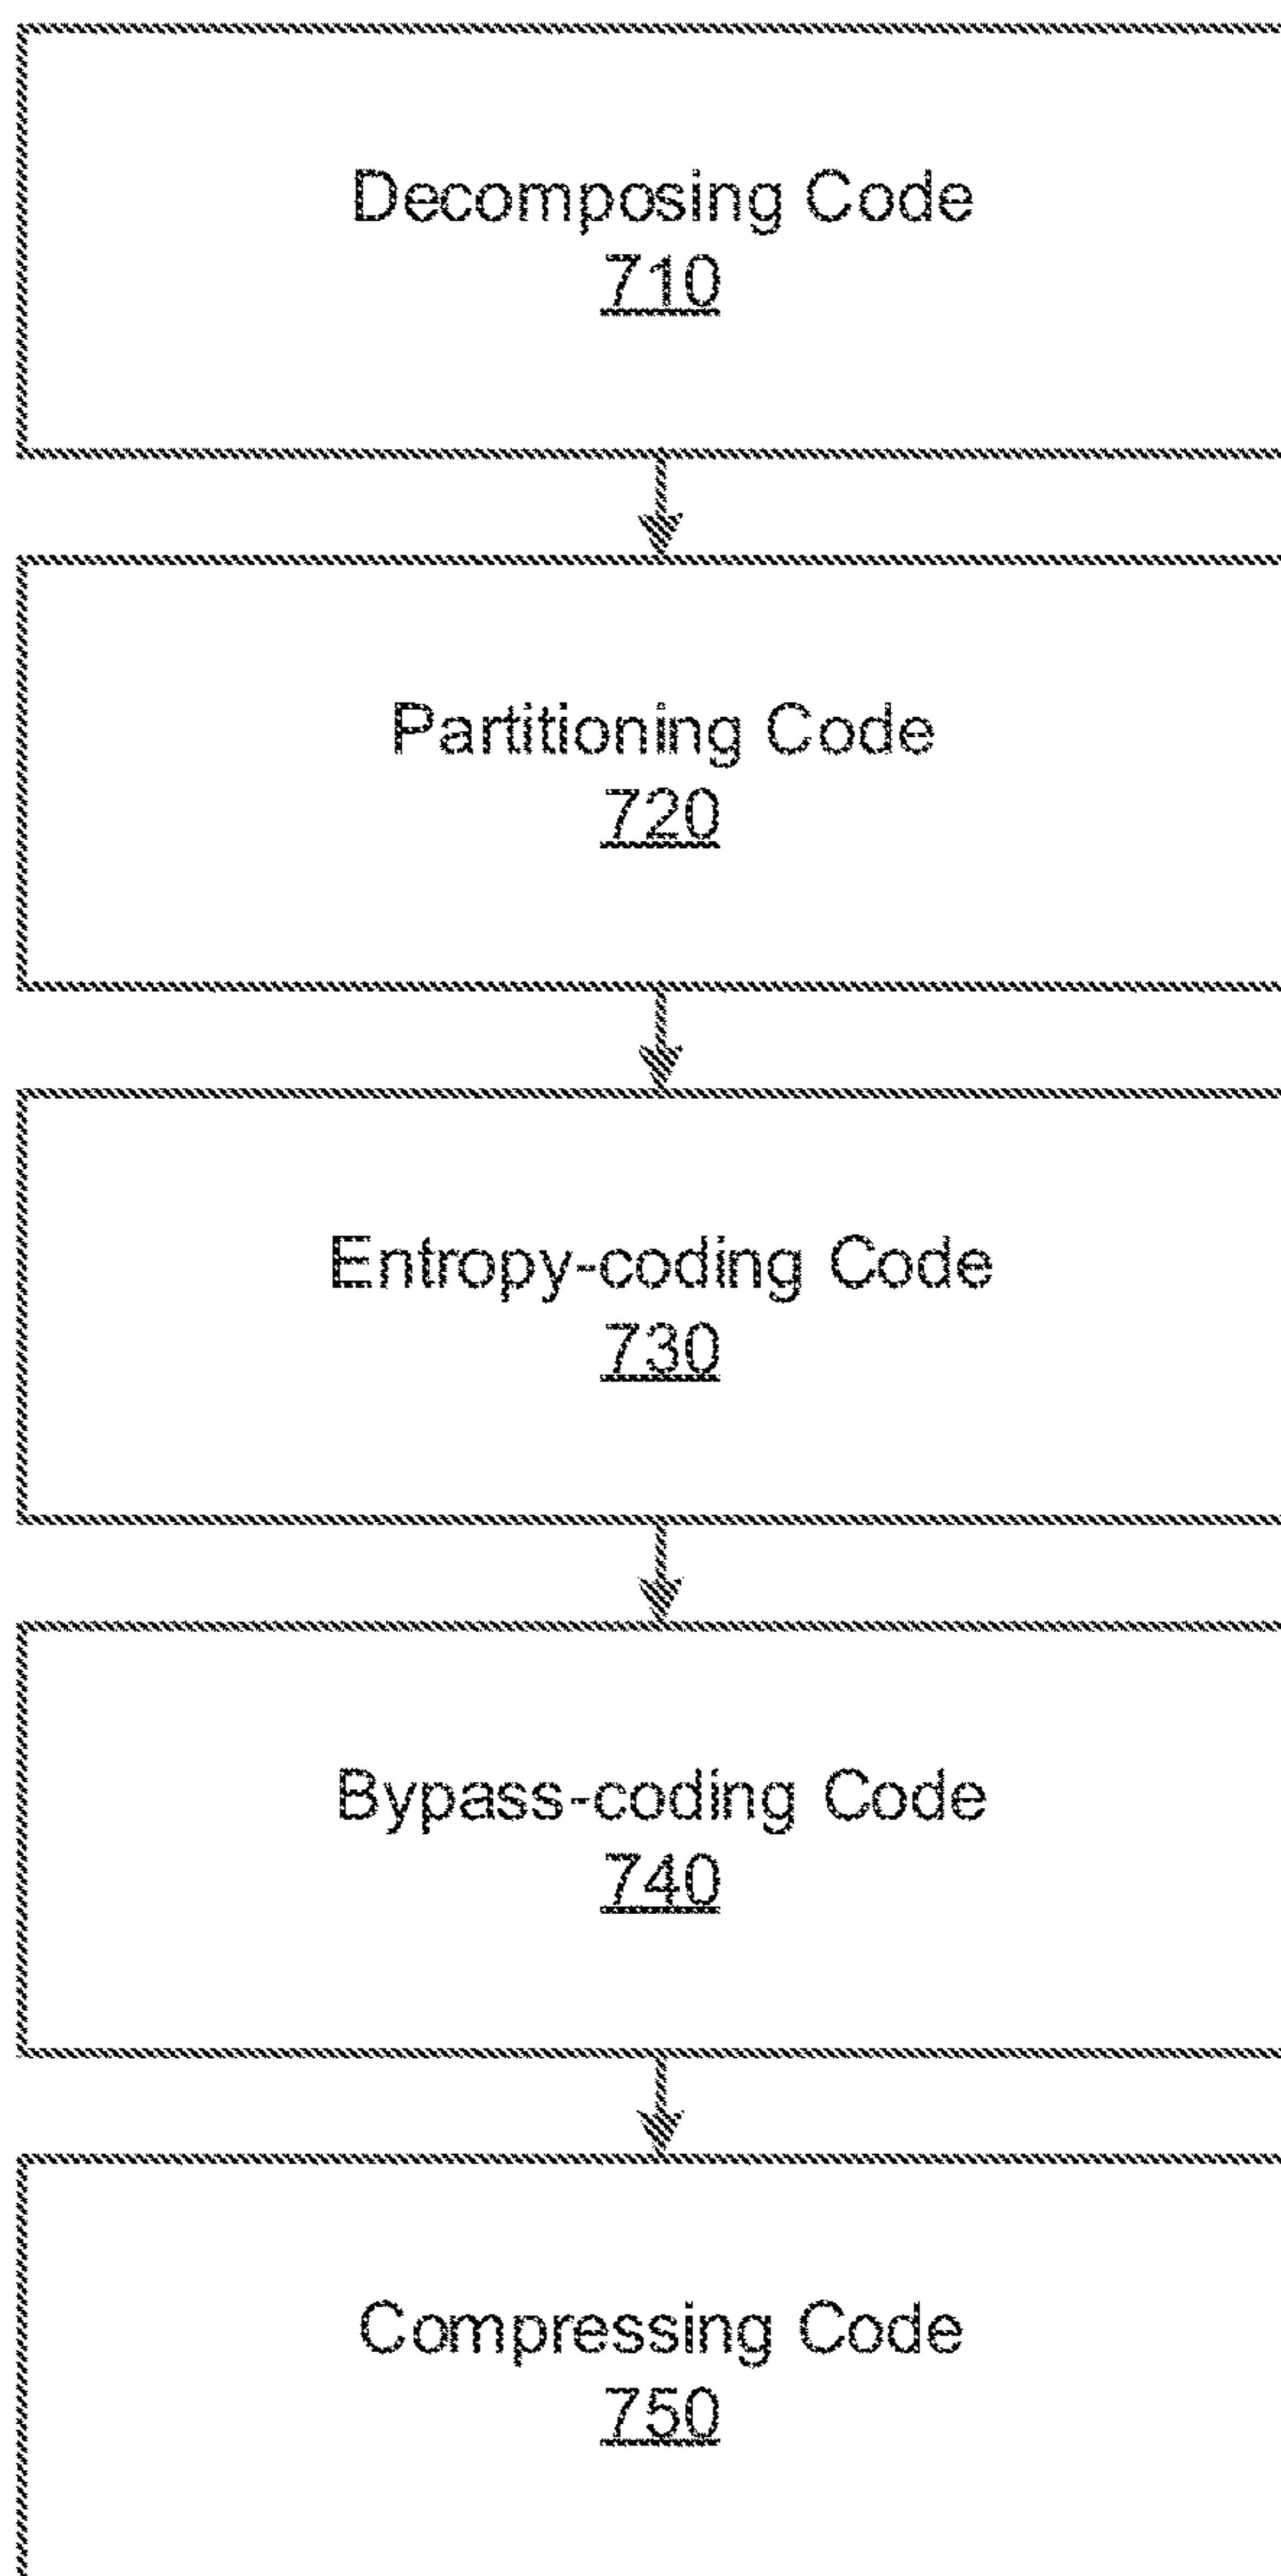 Decomposing Code
710
Partitioning Code
720
Entropy-coding Code
730
Bypass-coding Code
740
Compressing Code
750